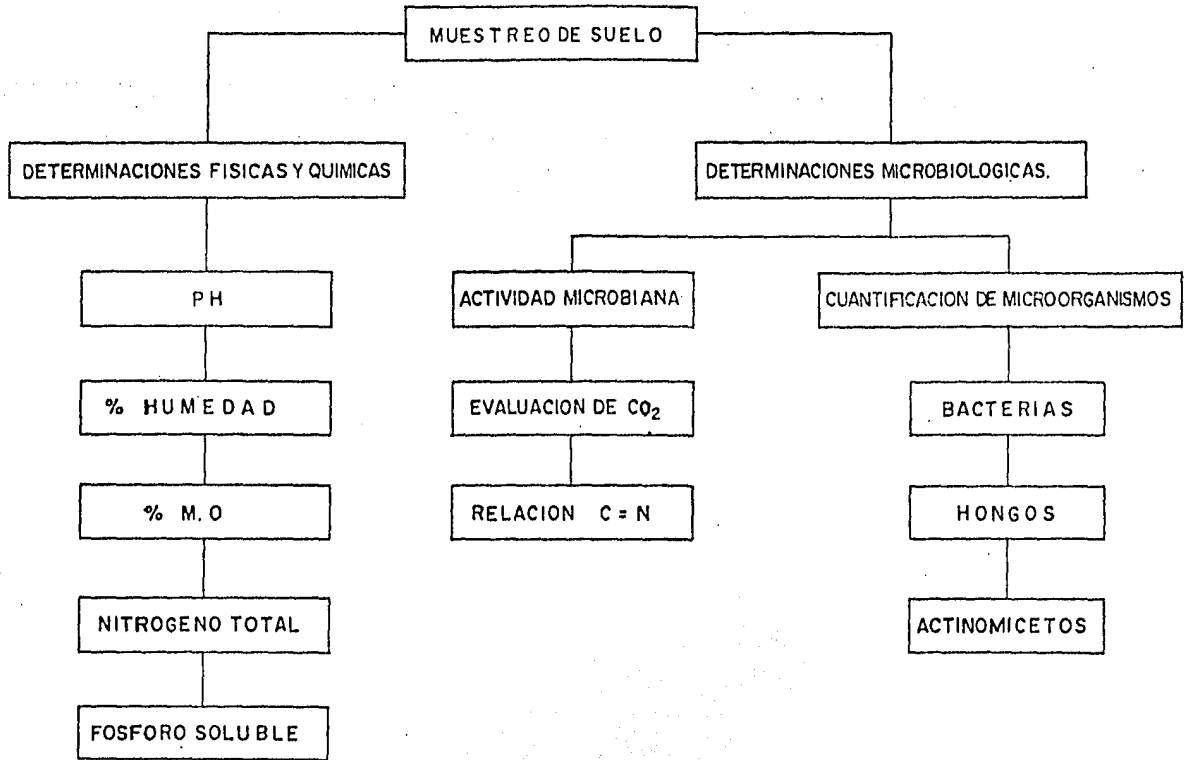 MUESTREO DE SUELO
DETERMINACIONES FISICAS Y QUIMICAS
DETERMINACIONES MICROBIOLOGICAS.
PH
ACTIVIDAD MICROBIANA
CUANTIFICACION DE MICROORGANISMOS
% HUMEDAD
EVALUACION DE CO₂
BACTERIAS
% M.O
RELACION C = N
HONGOS
NITROGENO TOTAL
ACTINOMICETOS
FOSFORO SOLUBLE